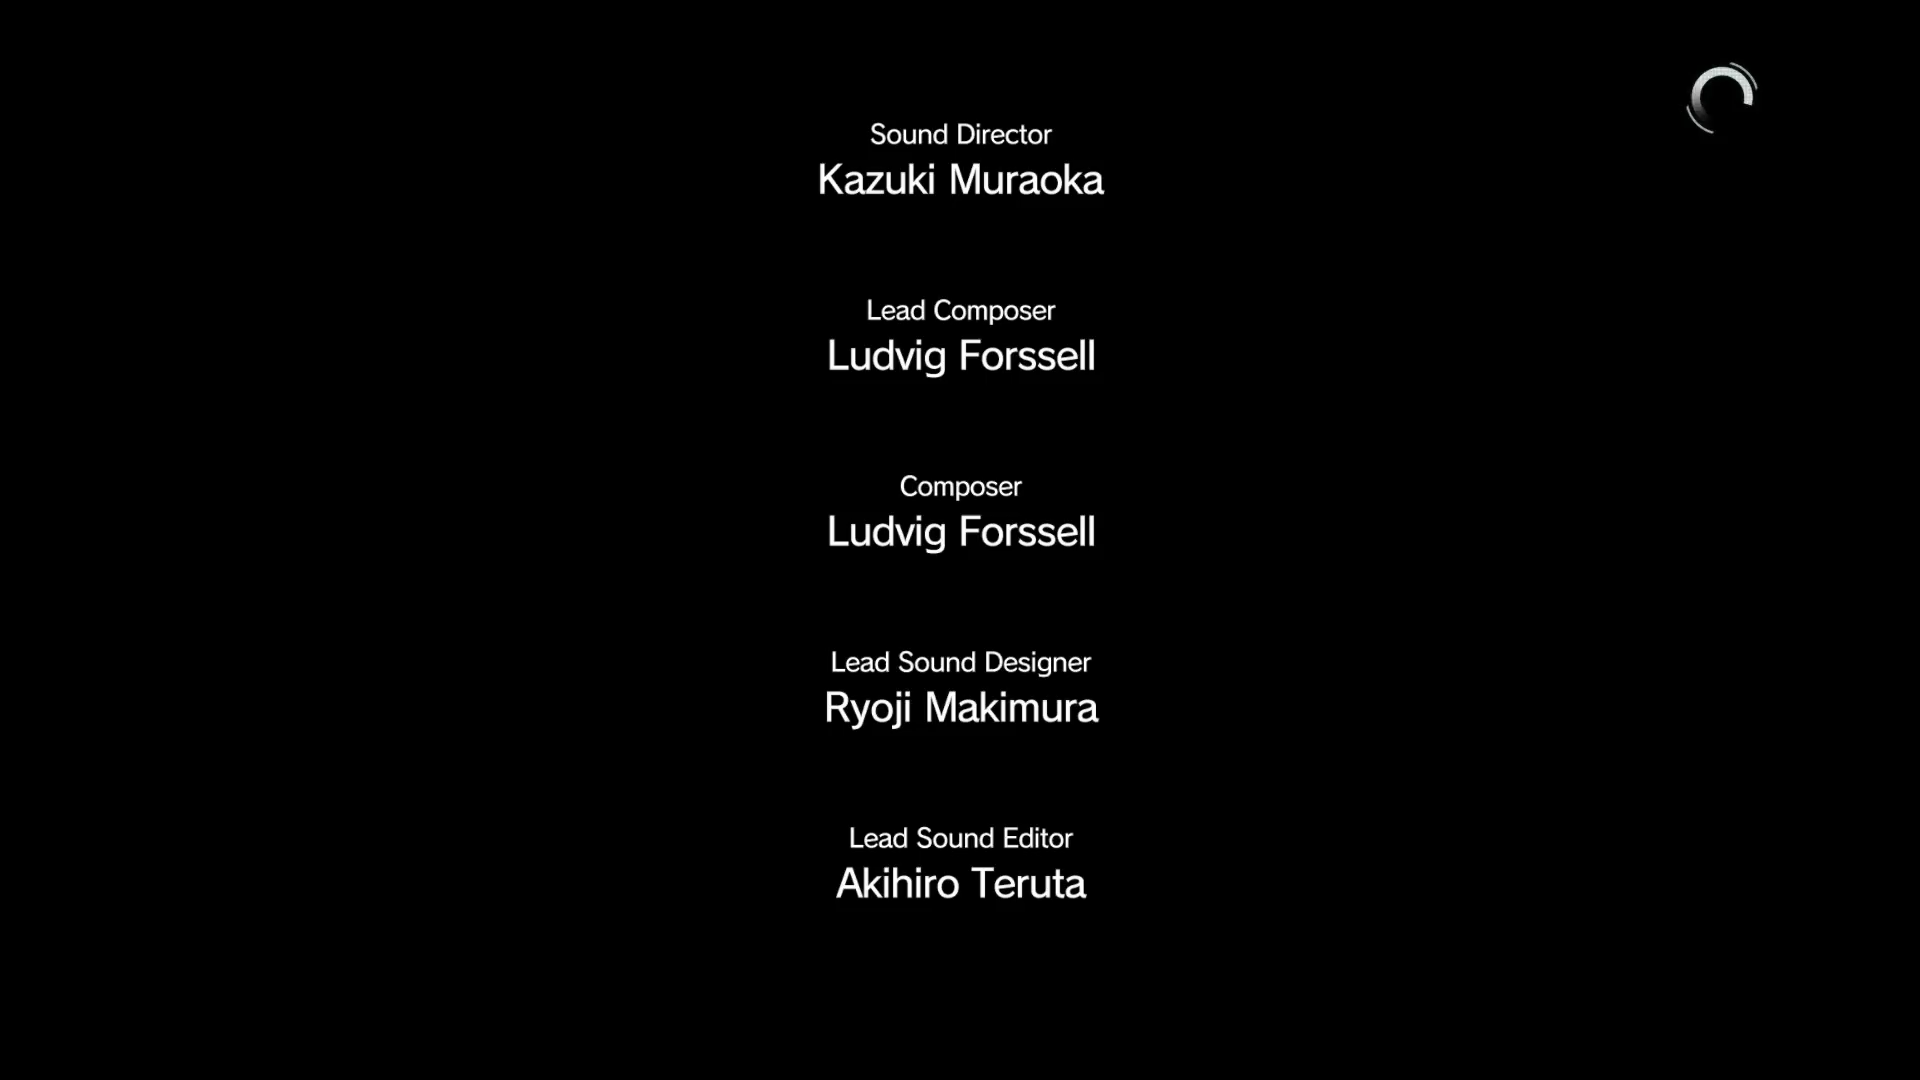 Sound Director
Kazuki Muraoka
Lead Composer
Ludvig Forssell
Composer
Ludvig Forssell
Lead Sound Designer
Ryoji Makimura
Lead Sound Editor
Akihiro Teruta